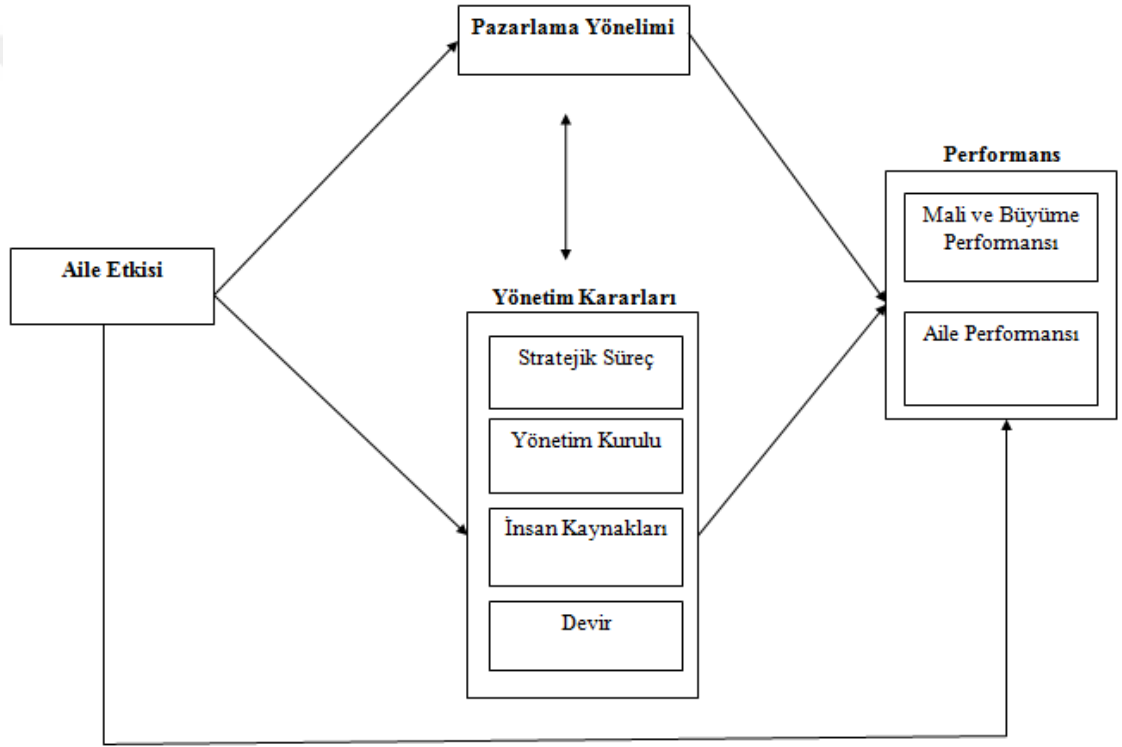 Pazarlama Yönelimi
Performans
Mali ve Büyüme
Performansı
Aile Etkisi
Yönetim Kararları
Aile Performansı
Stratejik Süreç
Yönetim Kurulu
İnsan Kaynakları
Devir